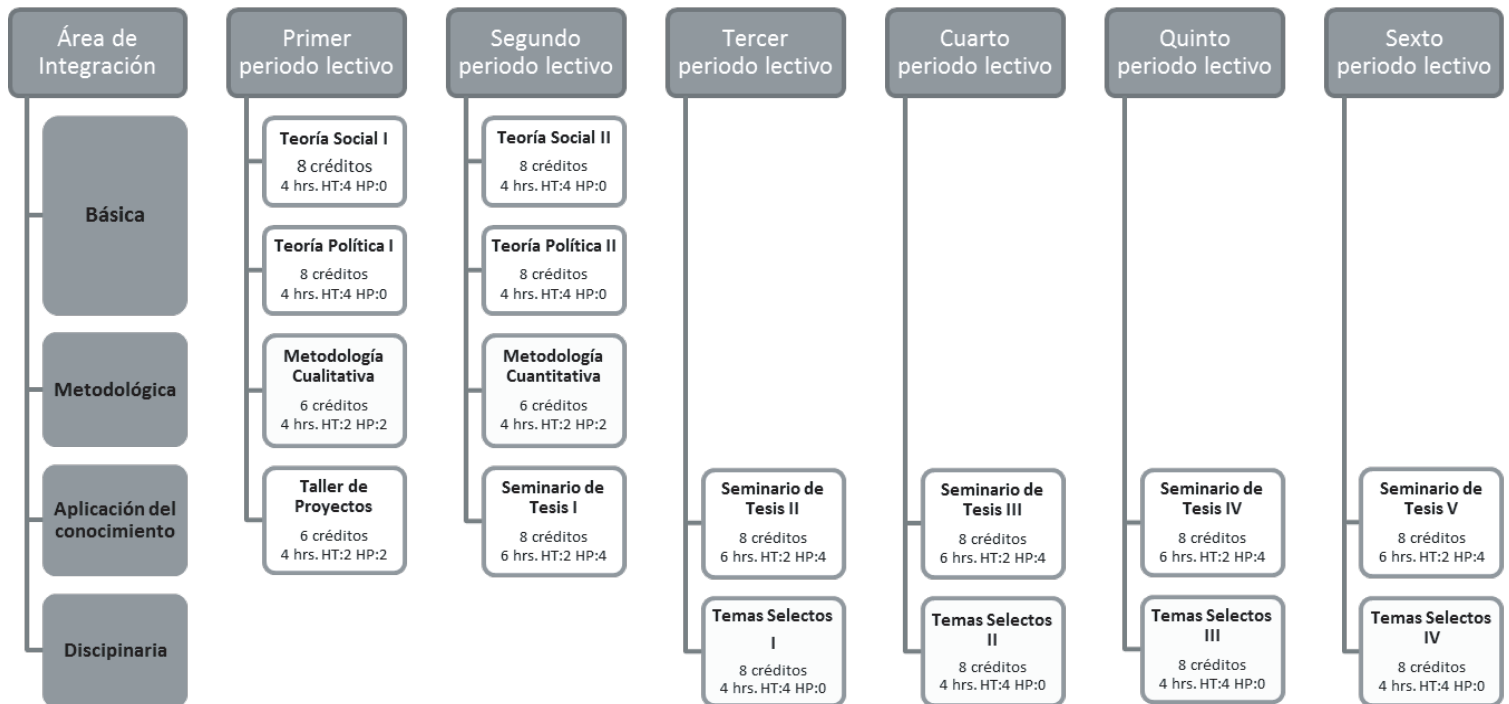 Área de
Integración
Básica
Metodológica
Aplicación del
conocimiento
Discipinaria
Primer
periodo lectivo
Teoría Social I
8 créditos
4 hrs. HT:4 HP:0
Teoría Política I
8 créditos
4 hrs. HT:4 HP:0
Metodología
Cualitativa
6 créditos
4 hrs. HT:2 HP:2
Taller de
Proyectos
6 créditos
4 hrs. HT:2 HP:2
Segundo
periodo lectivo
Teoría Social II
8 créditos
4 hrs. HT:4 HP:0
Teoría Política II
8 créditos
4 hrs. HT:4 HP:0
Metodología
Cuantitativa
6 créditos
4 hrs. HT:2 HP:2
Seminario de
Tesis I
8 créditos
6 hrs. HT:2 HP:4
Tercer
periodo lectivo
Seminario de
Tesis II
8 créditos
6 hrs. HT:2 HP:4
Temas Selectos
I
8 créditos
4 hrs. HT:4 HP:0
Cuarto
periodo lectivo
Seminario de
Tesis III
8 créditos
6 hrs. HT:2 HP:4
Temas Selectos
II
8 créditos
4 hrs. HT:4 HP:0
Quinto
periodo lectivo
Seminario de
Tesis IV
8 créditos
6 hrs. HT:2 HP:4
Temas Selectos
III
8 créditos
4 hrs. HT:4 HP:0
Sexto
periodo lectivo
Seminario de
Tesis V
8 créditos
6 hrs. HT:2 HP:4
Temas Selectos
IV
8 créditos
4 hrs. HT:4 HP:0